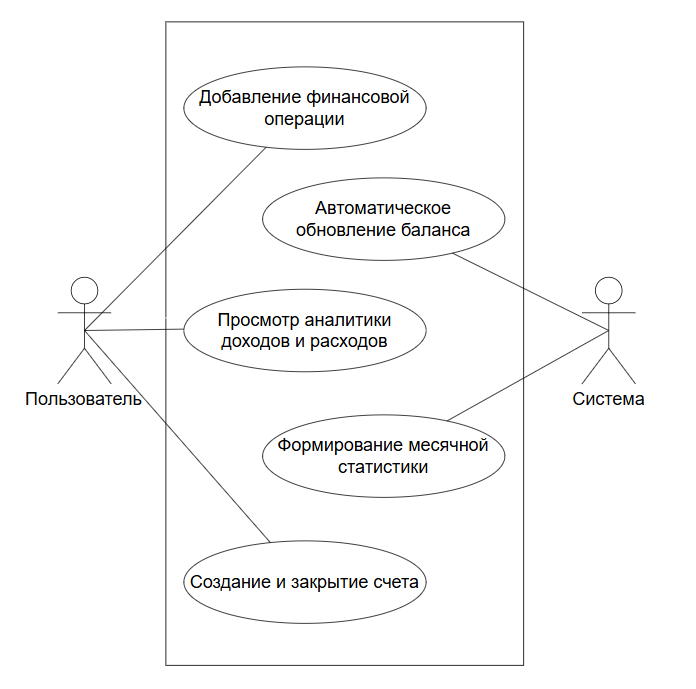 Добавление финансовой
операции
Автоматическое
обновление баланса
Просмотр аналитики
доходов и расходов
Пользователь
Система
Формирование месячной
статистики
Создание и закрытие счета